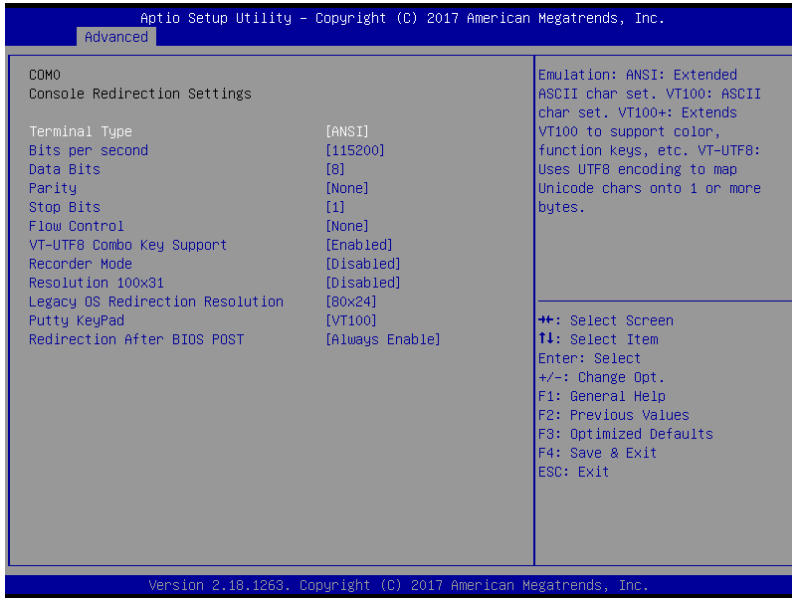 Aptio Setup Utility – Copyright (C) 2017 American Megatrends, Inc.
Advanced
COM0
Console Redirection Settings
Terminal Type [ANSI]
Bits per second [115200]
Data Bits [8]
Parity [None]
Stop Bits [1]
Flow Control [None]
VT-UTF8 Combo Key Support [Enabled]
Recorder Mode [Disabled]
Resolution 100x31 [Disabled]
Legacy OS Redirection Resolution [80x24]
Putty KeyPad [VT100]
Redirection After BIOS POST [Always Enable]
Emulation: ANSI: Extended
ASCII char set. VT100: ASCII
char set. VT100+: Extends
VT100 to support color,
function keys, etc. VT-UTF8:
Uses UTF8 encoding to map
Unicode chars onto 1 or more
bytes.
→←: Select Screen
↑↓: Select Item
Enter: Select
+/-: Change Opt.
F1: General Help
F2: Previous Values
F3: Optimized Defaults
F4: Save & Exit
ESC: Exit
Version 2.18.1263. Copyright (C) 2017 American Megatrends, Inc.